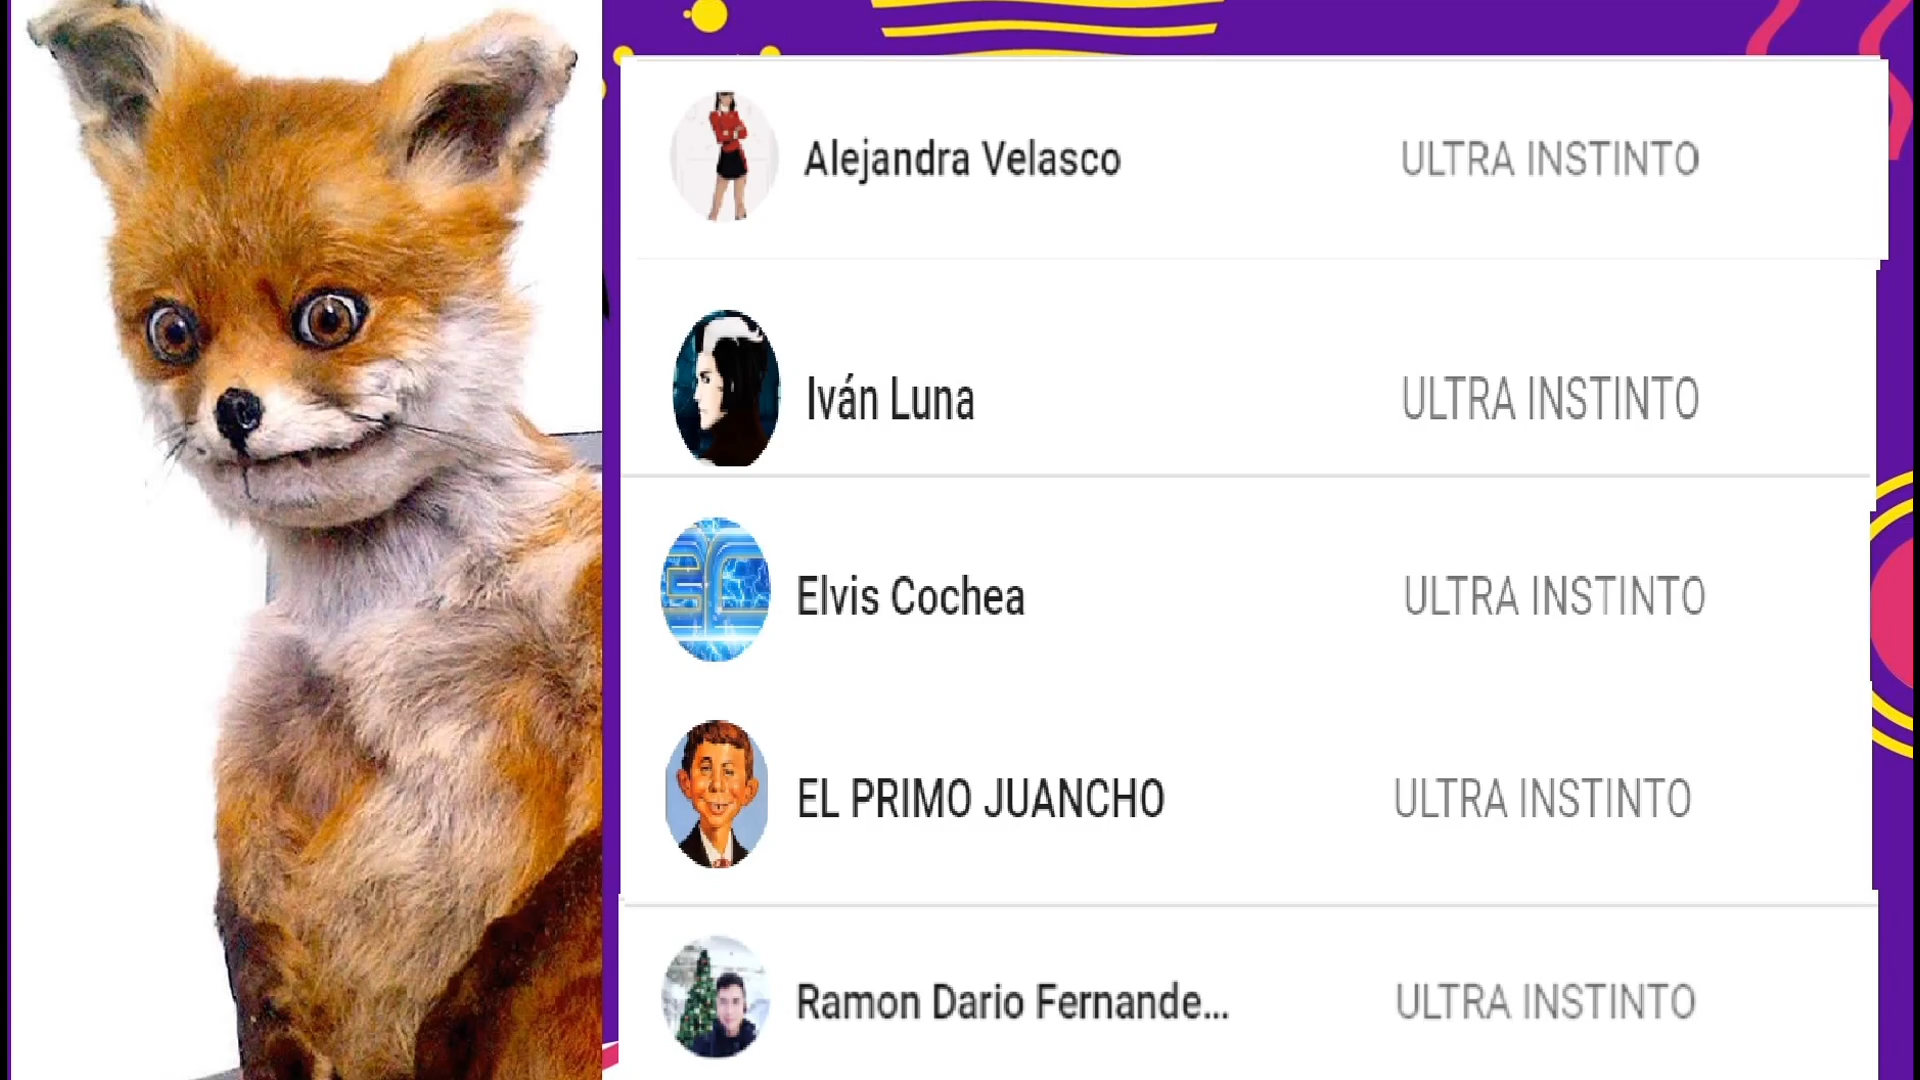 Alejandra Velasco ULTRA INSTINTO
Iván Luna ULTRA INSTINTO
Elvis Cochea ULTRA INSTINTO
EL PRIMO JUANCHO ULTRA INSTINTO
Ramon Dario Fernande... ULTRA INSTINTO